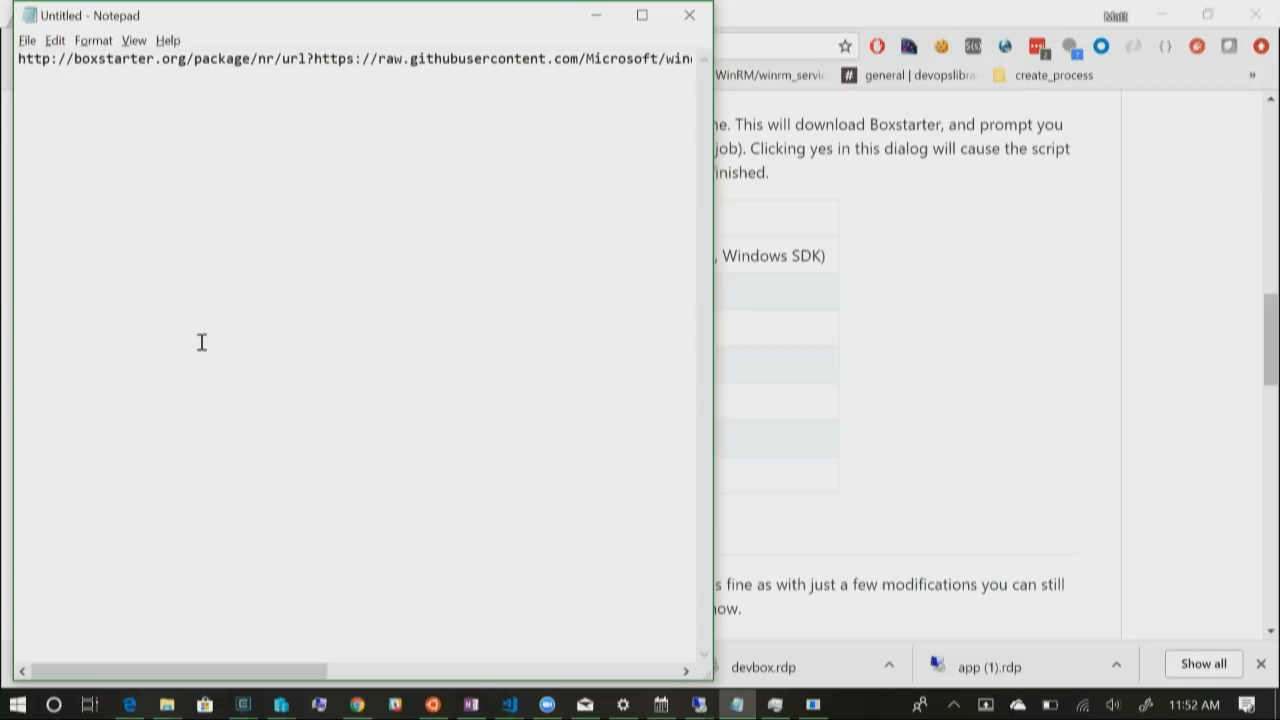 Untitled - Notepad
Matt
File Edit Format View Help
http://boxstarter.org/package/nr/url?https://raw.githubusercontent.com/Microsoft/win
WinRM/winrm_servic
general | devopslibra
create_process
ne. This will download Boxstarter, and prompt you
job). Clicking yes in this dialog will cause the script
inished.
, Windows SDK)
s fine as with just a few modifications you can still
now.
devbox.rdp
app (1).rdp
Show all
11:52 AM